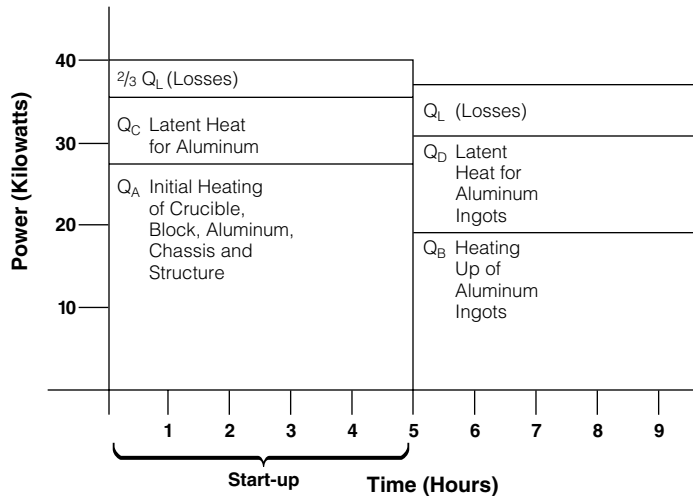 Power (Kilowatts)
40
30
20
10
2/3 QL (Losses)
QC Latent Heat
for Aluminum
QA Initial Heating
of Crucible,
Block, Aluminum,
Chassis and
Structure
QL (Losses)
QD Latent
Heat for
Aluminum
Ingots
QB Heating
Up of
Aluminum
Ingots
1 2 3 4 5 6 7 8 9
Start-up
Time (Hours)